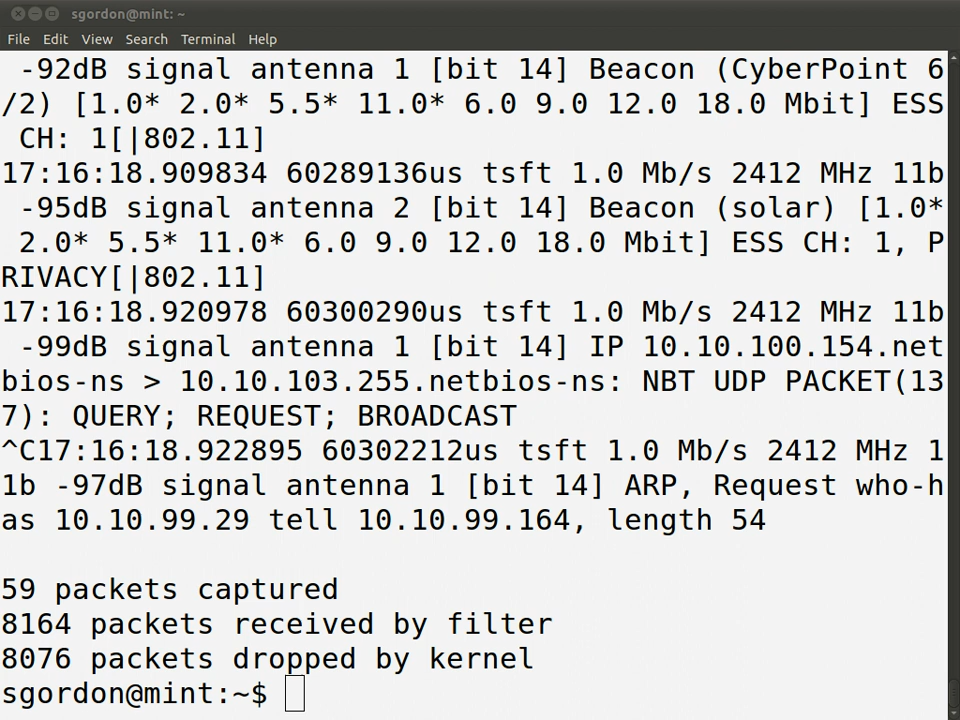 sgordon@mint: ~
File Edit View Search Terminal Help
 -92dB signal antenna 1 [bit 14] Beacon (CyberPoint 6
/2) [1.0* 2.0* 5.5* 11.0* 6.0 9.0 12.0 18.0 Mbit] ESS
 CH: 1[|802.11]
17:16:18.909834 60289136us tsft 1.0 Mb/s 2412 MHz 11b
 -95dB signal antenna 2 [bit 14] Beacon (solar) [1.0*
 2.0* 5.5* 11.0* 6.0 9.0 12.0 18.0 Mbit] ESS CH: 1, P
RIVACY[|802.11]
17:16:18.920978 60300290us tsft 1.0 Mb/s 2412 MHz 11b
 -99dB signal antenna 1 [bit 14] IP 10.10.100.154.net
bios-ns > 10.10.103.255.netbios-ns: NBT UDP PACKET(13
7): QUERY; REQUEST; BROADCAST
^C17:16:18.922895 60302212us tsft 1.0 Mb/s 2412 MHz 1
1b -97dB signal antenna 1 [bit 14] ARP, Request who-h
as 10.10.99.29 tell 10.10.99.164, length 54
59 packets captured
8164 packets received by filter
8076 packets dropped by kernel
sgordon@mint:~$